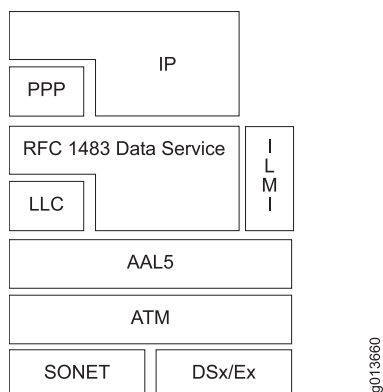 IP
PPP
RFC 1483 Data Service
LLC
I
L
M
I
AAL5
ATM
SONET
DSx/Ex
g013660